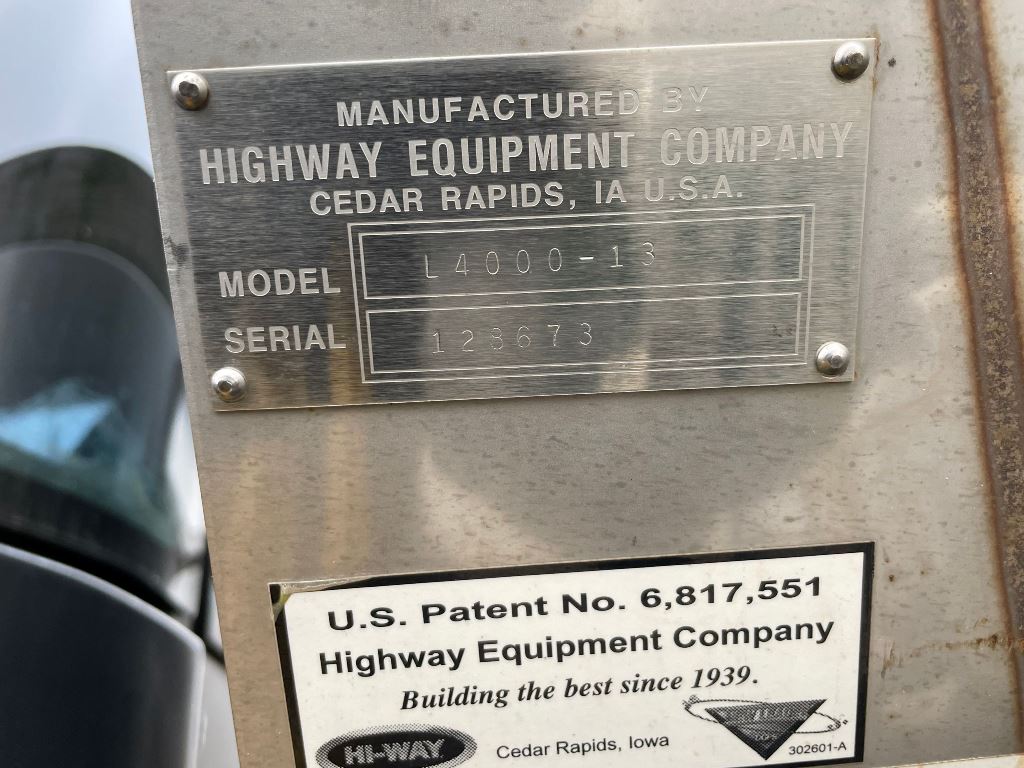 MANUFACTURED BY
HIGHWAY EQUIPMENT COMPANY
CEDAR RAPIDS, IA U.S.A.
MODEL L4000-13
SERIAL 128673
U.S. Patent No. 6,817,551
Highway Equipment Company
Building the best since 1939.
HI-WAY
Cedar Rapids, Iowa
302601-A